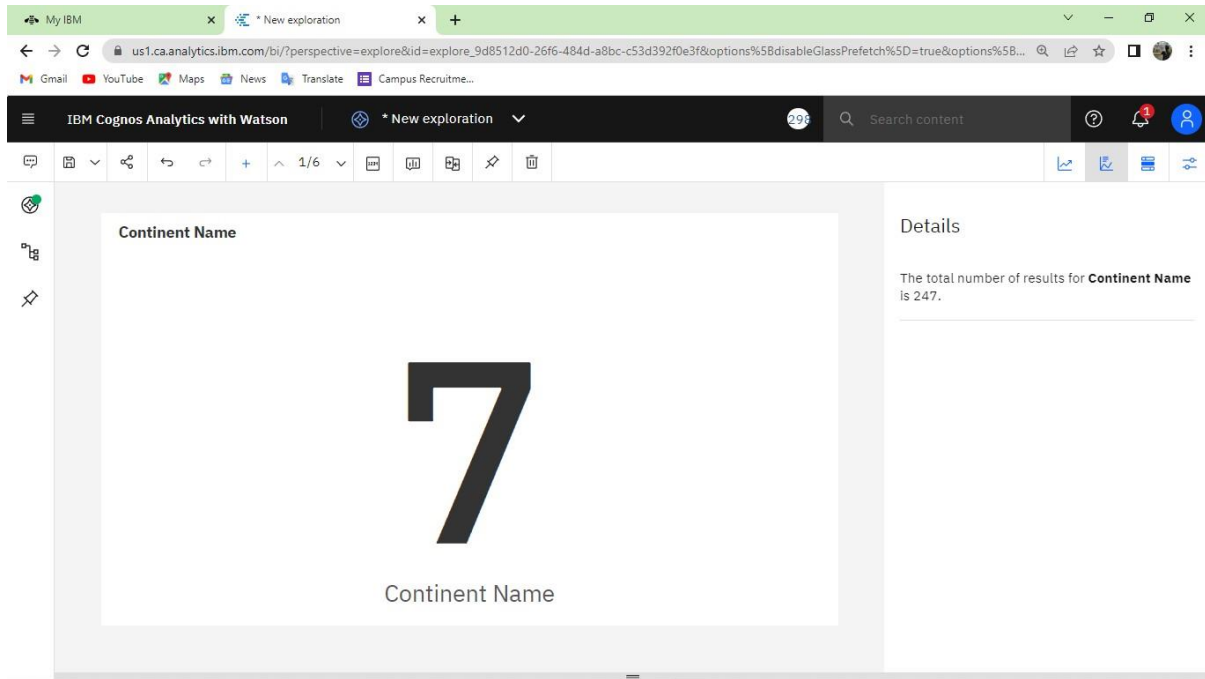 My IBM
* New exploration
us1.ca.analytics.ibm.com/bi/?perspective=explore&id=explore_9d8512d0-26f6-484d-a8bc-c53d392f0e3f&options%5BdisableGlassPrefetch%5D=true&options%5B...
Gmail YouTube Maps News Translate Campus Recruitme...
IBM Cognos Analytics with Watson * New exploration 298 Search content 1
1/6
Continent Name
7
Continent Name
Details
The total number of results for Continent Name
is 247.